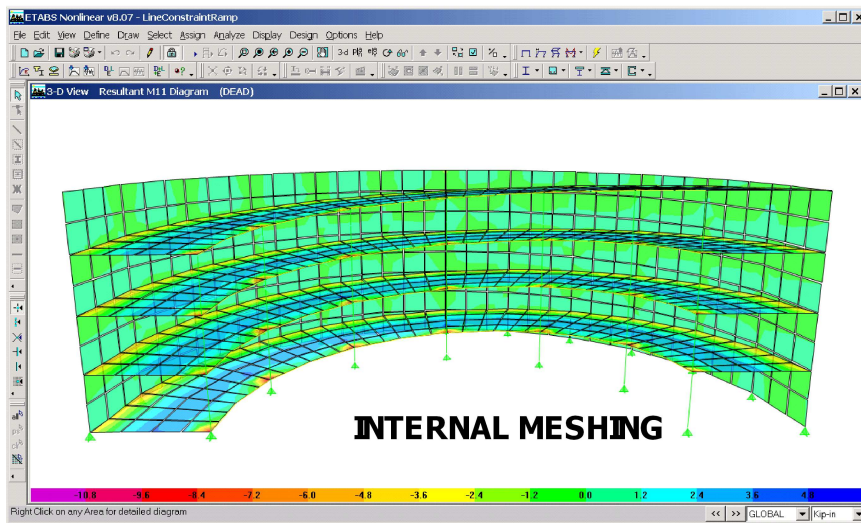 ETABS Nonlinear v8.07 - LineConstraintRamp
File Edit View Define Draw Select Assign Analyze Display Design Options Help
3-d
3-D View Resultant M11 Diagram (DEAD)
INTERNAL MESHING
-10.8 -9.6 -8.4 -7.2 -6.0 -4.8 -3.6 -2.4 -1.2 0.0 1.2 2.4 3.6 4.8
Right Click on any Area for detailed diagram
<< >> GLOBAL Kip-in